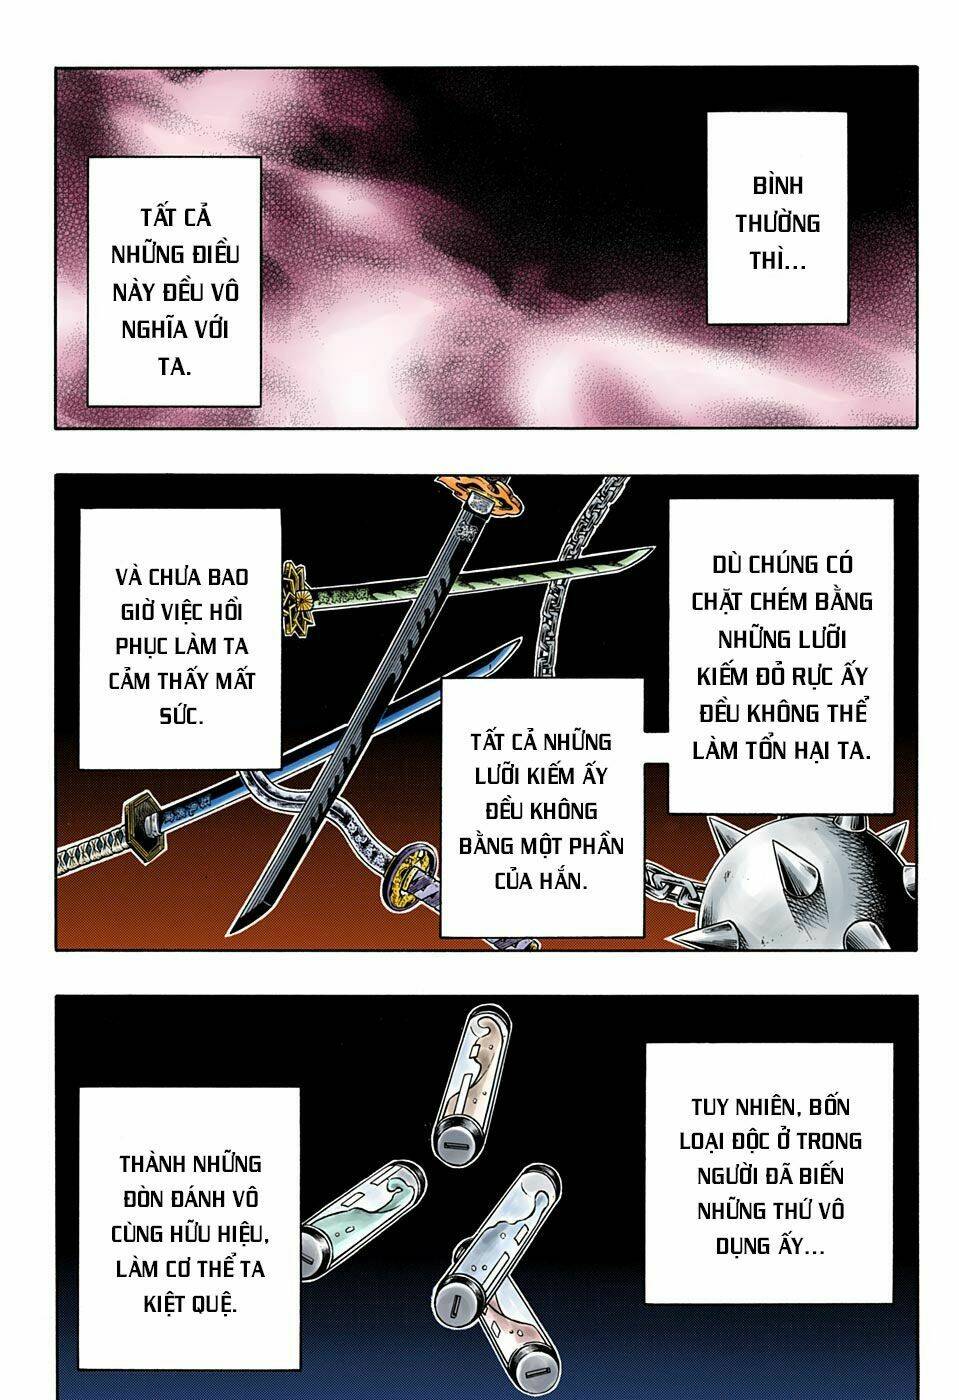 BÌNH
THƯỜNG
THÌ...
TẤT CẢ
NHỮNG ĐIỀU
NÀY ĐỀU VÔ
NGHĨA VỚI
TA.
DÙ CHÚNG CÓ
CHẶT CHÉM BẰNG
NHỮNG LƯỠI
KIẾM ĐỎ RỰC ẤY
ĐỀU KHÔNG THỂ
LÀM TỔN HẠI TA.
TẤT CẢ NHỮNG
LƯỠI KIẾM ẤY
ĐỀU KHÔNG
BẰNG MỘT PHẦN
CỦA HẮN.
VÀ CHƯA BAO
GIỜ VIỆC HỒI
PHỤC LÀM TA
CẢM THẤY MẤT
SỨC.
TUY NHIÊN, BỐN
LOẠI ĐỘC Ở TRONG
NGƯỜI ĐÃ BIẾN
NHỮNG THỨ VÔ
DỤNG ẤY...
THÀNH NHỮNG
ĐÒN ĐÁNH VÔ
CÙNG HỮU HIỆU,
LÀM CƠ THỂ TA
KIỆT QUỆ.